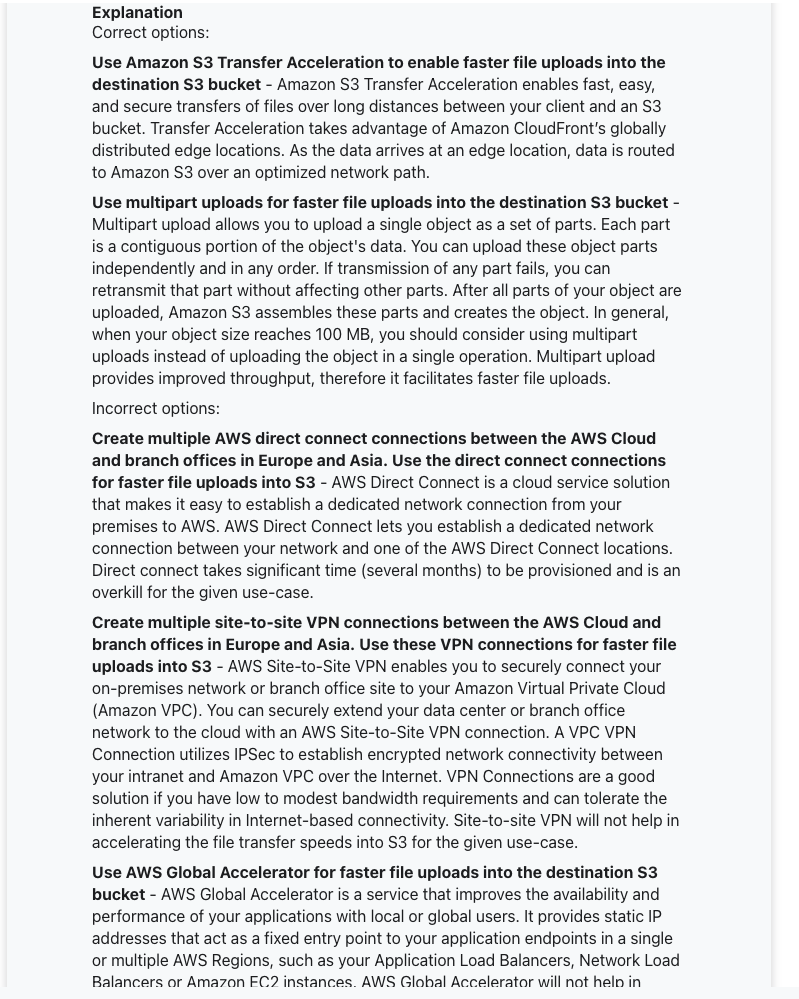 Explanation
Correct options:
Use Amazon S3 Transfer Acceleration to enable faster file uploads into the
destination S3 bucket - Amazon S3 Transfer Acceleration enables fast, easy,
and secure transfers of files over long distances between your client and an S3
bucket. Transfer Acceleration takes advantage of Amazon CloudFront’s globally
distributed edge locations. As the data arrives at an edge location, data is routed
to Amazon S3 over an optimized network path.
Use multipart uploads for faster file uploads into the destination S3 bucket -
Multipart upload allows you to upload a single object as a set of parts. Each part
is a contiguous portion of the object's data. You can upload these object parts
independently and in any order. If transmission of any part fails, you can
retransmit that part without affecting other parts. After all parts of your object are
uploaded, Amazon S3 assembles these parts and creates the object. In general,
when your object size reaches 100 MB, you should consider using multipart
uploads instead of uploading the object in a single operation. Multipart upload
provides improved throughput, therefore it facilitates faster file uploads.
Incorrect options:
Create multiple AWS direct connect connections between the AWS Cloud
and branch offices in Europe and Asia. Use the direct connect connections
for faster file uploads into S3 - AWS Direct Connect is a cloud service solution
that makes it easy to establish a dedicated network connection from your
premises to AWS. AWS Direct Connect lets you establish a dedicated network
connection between your network and one of the AWS Direct Connect locations.
Direct connect takes significant time (several months) to be provisioned and is an
overkill for the given use-case.
Create multiple site-to-site VPN connections between the AWS Cloud and
branch offices in Europe and Asia. Use these VPN connections for faster file
uploads into S3 - AWS Site-to-Site VPN enables you to securely connect your
on-premises network or branch office site to your Amazon Virtual Private Cloud
(Amazon VPC). You can securely extend your data center or branch office
network to the cloud with an AWS Site-to-Site VPN connection. A VPC VPN
Connection utilizes IPSec to establish encrypted network connectivity between
your intranet and Amazon VPC over the Internet. VPN Connections are a good
solution if you have low to modest bandwidth requirements and can tolerate the
inherent variability in Internet-based connectivity. Site-to-site VPN will not help in
accelerating the file transfer speeds into S3 for the given use-case.
Use AWS Global Accelerator for faster file uploads into the destination S3
bucket - AWS Global Accelerator is a service that improves the availability and
performance of your applications with local or global users. It provides static IP
addresses that act as a fixed entry point to your application endpoints in a single
or multiple AWS Regions, such as your Application Load Balancers, Network Load
Balancers or Amazon EC2 instances. AWS Global Accelerator will not help in